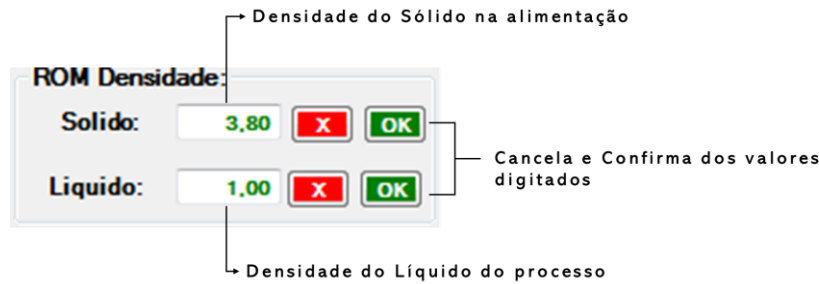 Densidade do Sólido na alimentação
ROM Densidade:
Solido: 3,80 X OK
Cancela e Confirma dos valores
digitados
Liquido: 1,00 X OK
Densidade do Líquido do processo